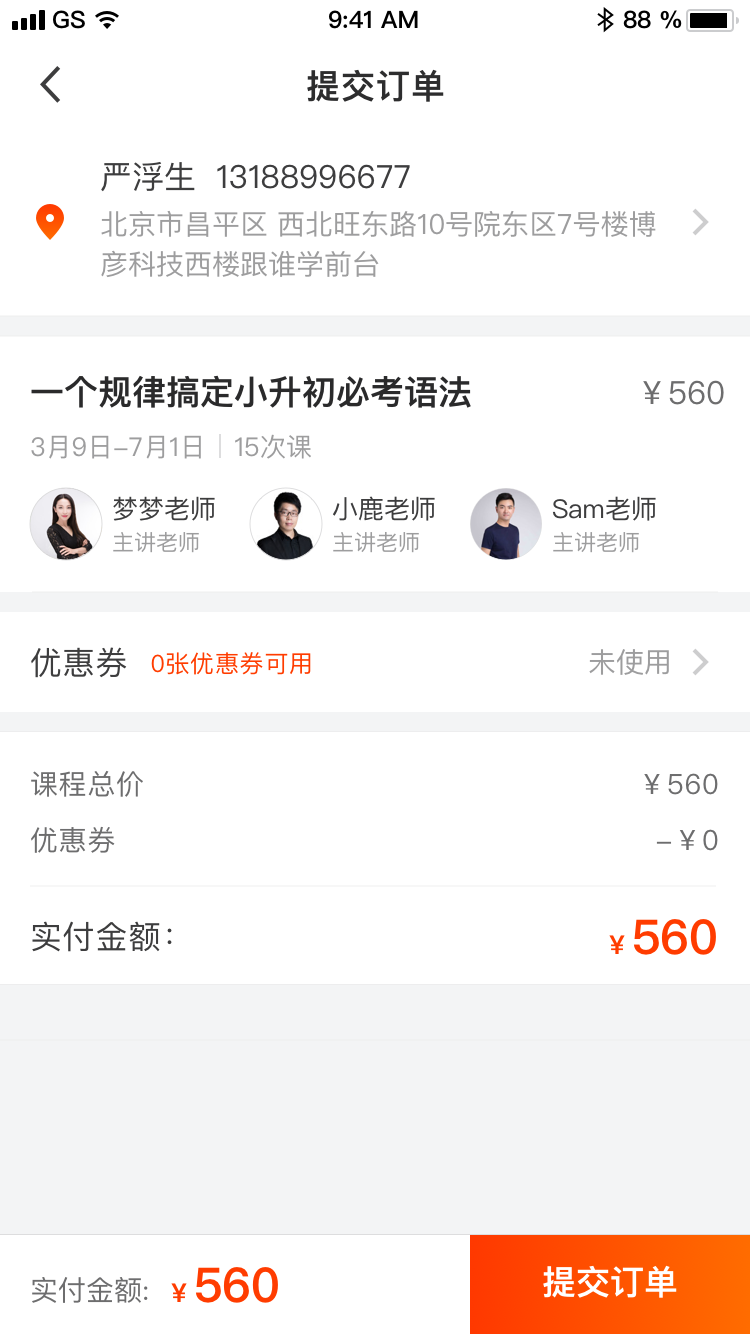 GS 9:41 AM 88 %
提交订单
严浮生 13188996677
北京市昌平区 西北旺东路10号院东区7号楼博
彦科技西楼跟谁学前台
一个规律搞定小升初必考语法 ¥ 560
3月9日–7月1日 | 15次课
梦梦老师 小鹿老师 Sam老师
主讲老师 主讲老师 主讲老师
优惠券 0张优惠券可用 未使用
课程总价 ¥ 560
优惠券 – ¥ 0
实付金额： ¥ 560
实付金额: ¥ 560 提交订单